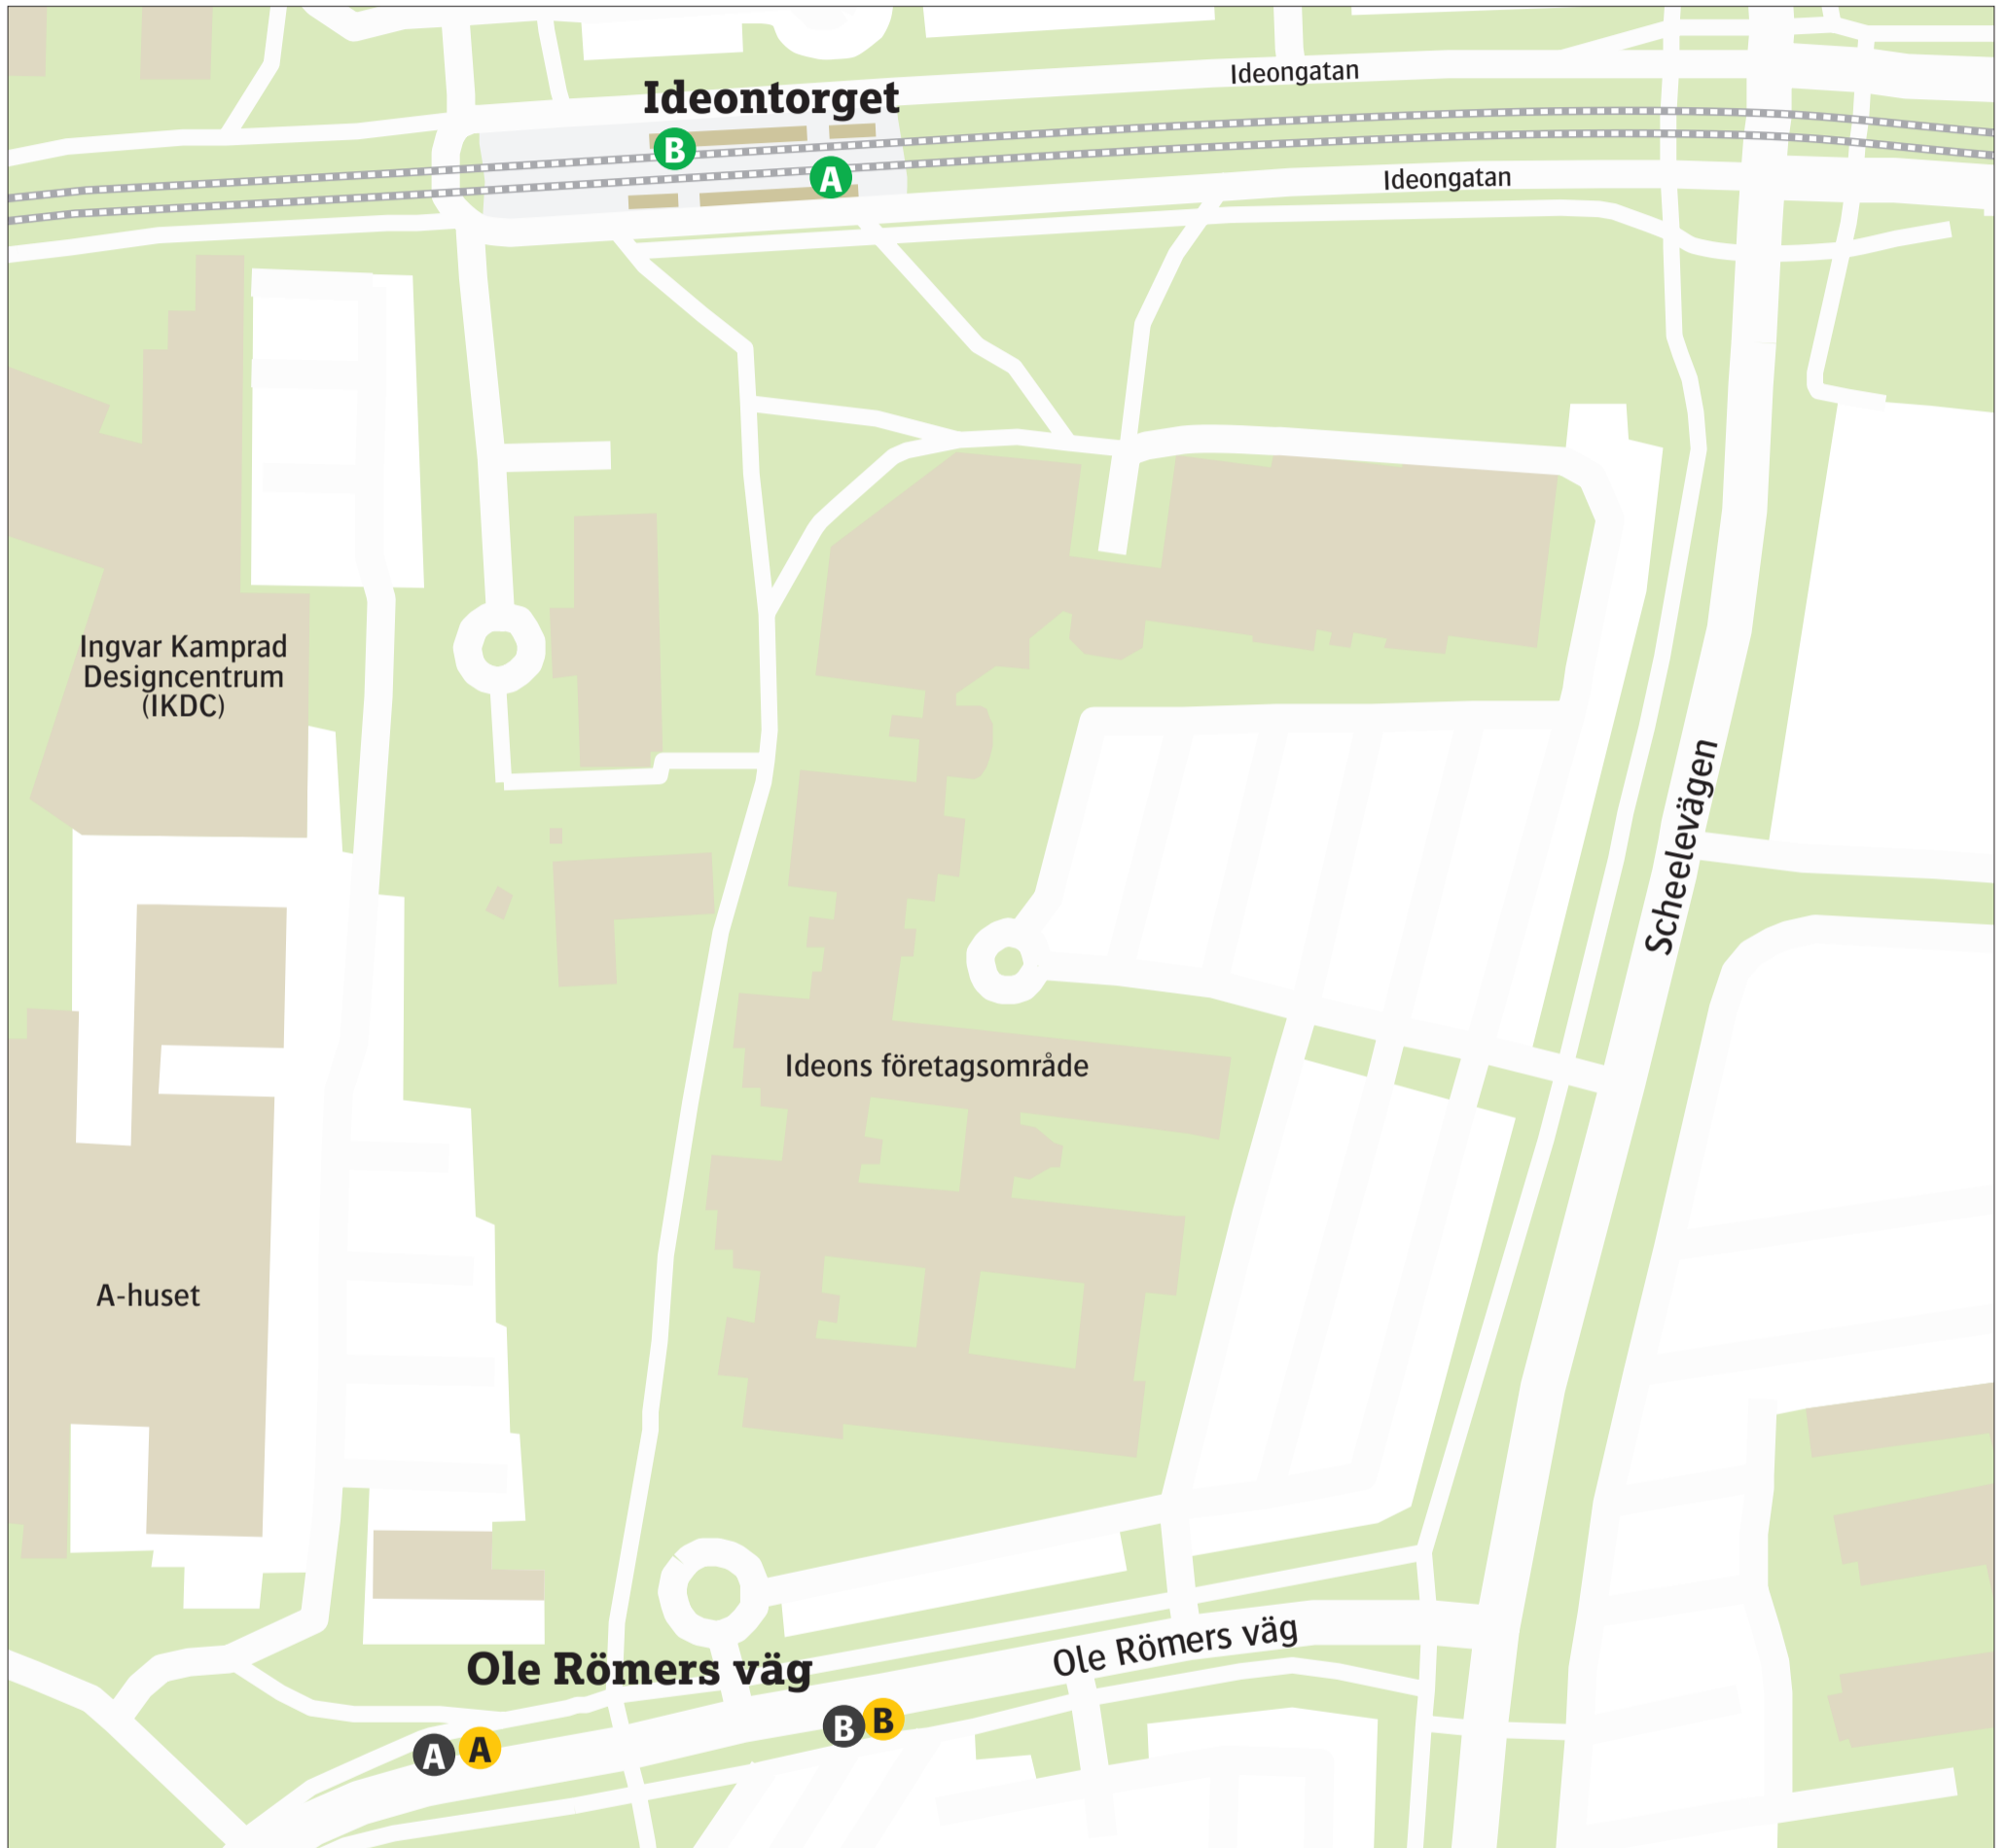 Ideongatan
Ideontorget
B
A
Ideongatan
Ingvar Kamprad
Designcentrum
(IKDC)
Scheelevägen
Ideons företagsområde
A-huset
Ole Römers väg
Ole Römers väg
B
B
A
A